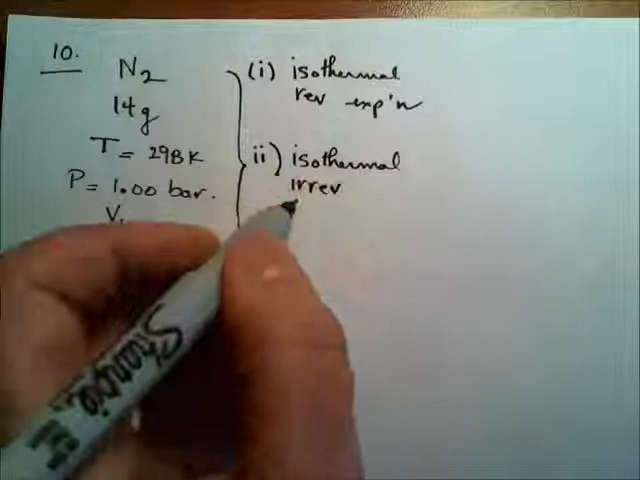 10.
N2
14g
T = 298K
P = 1.00 bar.
V
(i) isothermal
rev exp'n
ii) isothermal
irrev
Sharpie